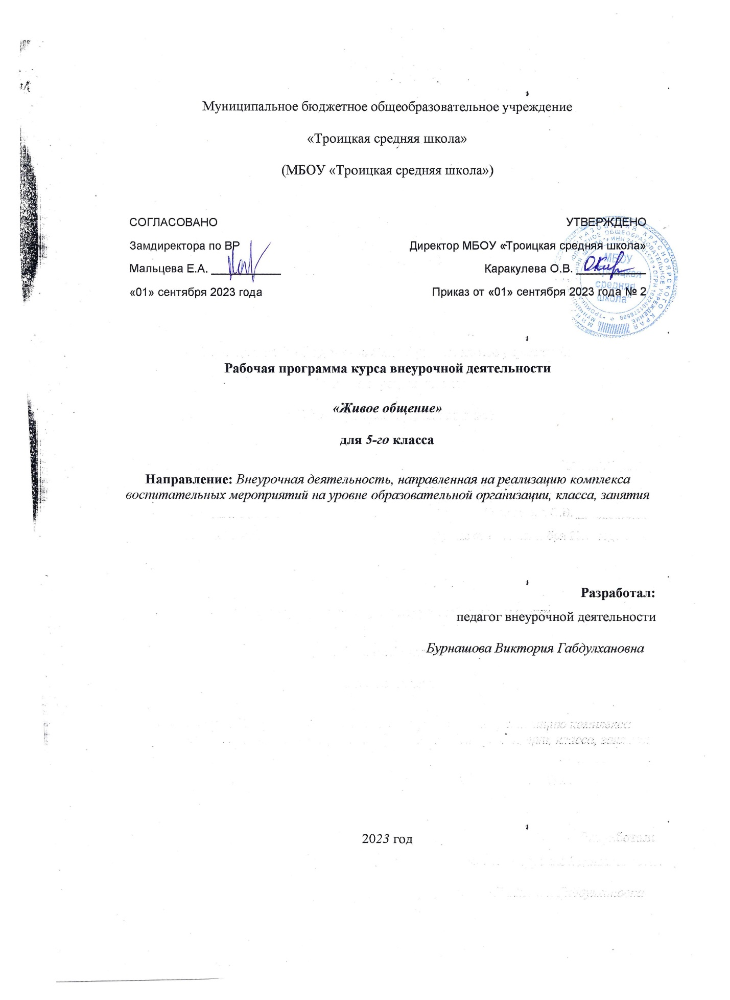 Муниципальное бюджетное общеобразовательное учреждение
«Троицкая средняя школа»
(МБОУ «Троицкая средняя школа»)
СОГЛАСОВАНО
УТВЕРЖДЕНО
Замдиректора по ВР
Директор МБОУ «Троицкая средняя школа»
Мальцева Е.А.
Каракулева О.В.
«01» сентября 2023 года
Приказ от «01» сентября 2023 года № 2
МБОУ
средняя
школа"
Рабочая программа курса внеурочной деятельности
«Живое общение»
для 5-го класса
Направление: Внеурочная деятельность, направленная на реализацию комплекса
воспитательных мероприятий на уровне образовательной организации, класса, занятия
Разработал:
педагог внеурочной деятельности
Бурнашова Виктория Габдулхановна
2023 год